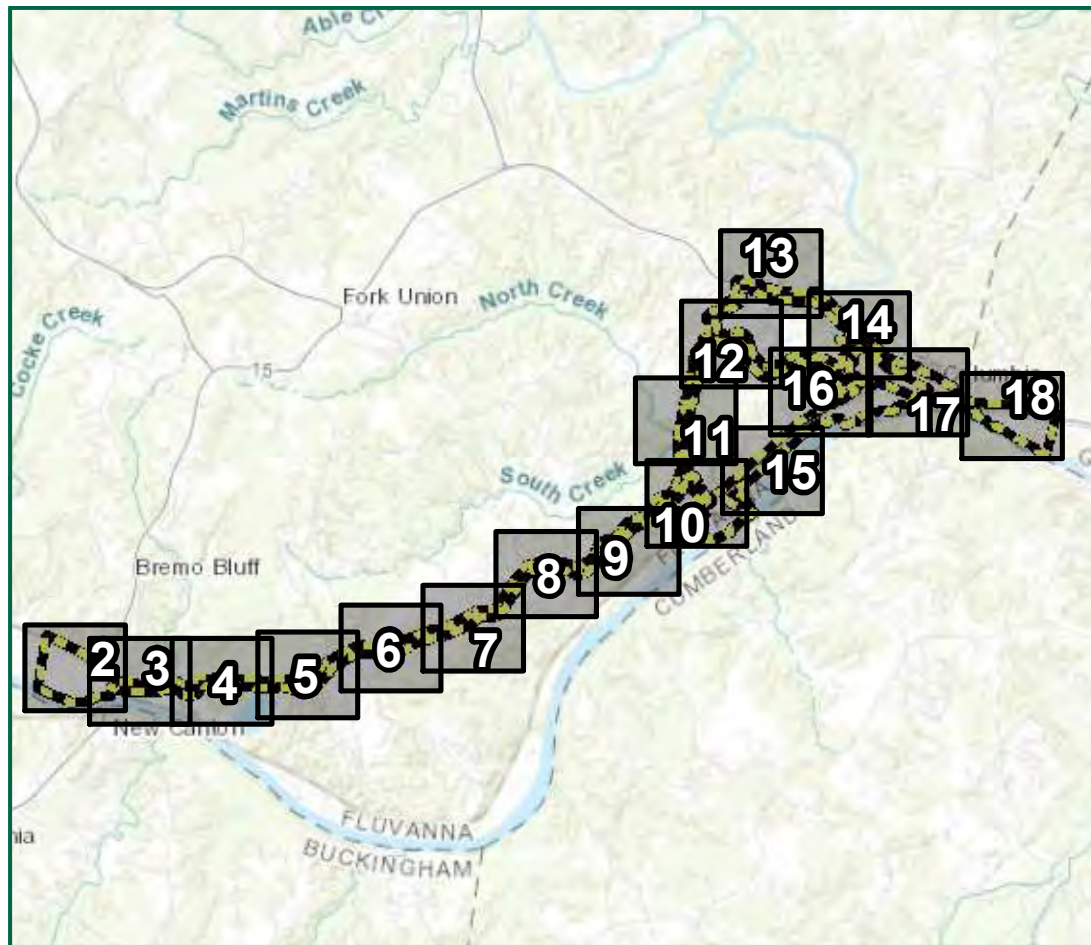 Able Cr
Martins Creek
Fork Union
North Creek
Cocke Creek
15
13
14
12
16
17
18
11
South Creek
15
10
9
CUMBERLAND
Bremo Bluff
8
7
6
5
4
3
2
New Canton
FLUVANNA
BUCKINGHAM
nia